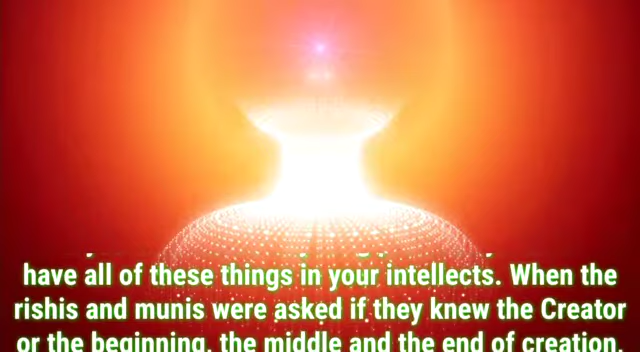 have all of these things in your intellects. When the
rishis and munis were asked if they knew the Creator
or the beginning, the middle and the end of creation,